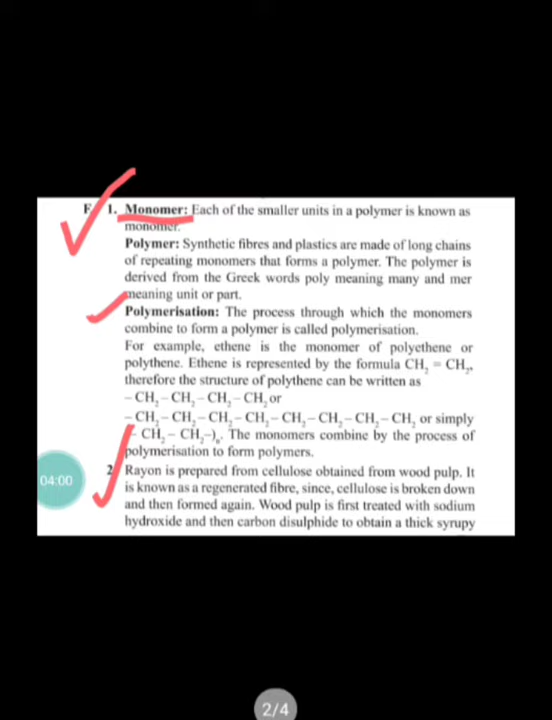 F. 1. Monomer: Each of the smaller units in a polymer is known as
monomer.
Polymer: Synthetic fibres and plastics are made of long chains
of repeating monomers that forms a polymer. The polymer is
derived from the Greek words poly meaning many and mer
meaning unit or part.
Polymerisation: The process through which the monomers
combine to form a polymer is called polymerisation.
For example, ethene is the monomer of polyethene or
polythene. Ethene is represented by the formula CH₂ = CH₂,
therefore the structure of polythene can be written as
– CH₂ – CH₂ – CH₂ – CH₂ or
– CH₂ – CH₂ – CH₂ – CH₂ – CH₂ – CH₂ – CH₂ – CH₂ or simply
– CH₂ – CH₂–)ₙ. The monomers combine by the process of
polymerisation to form polymers.
2. Rayon is prepared from cellulose obtained from wood pulp. It
is known as a regenerated fibre, since, cellulose is broken down
and then formed again. Wood pulp is first treated with sodium
hydroxide and then carbon disulphide to obtain a thick syrupy
04:00
2/4